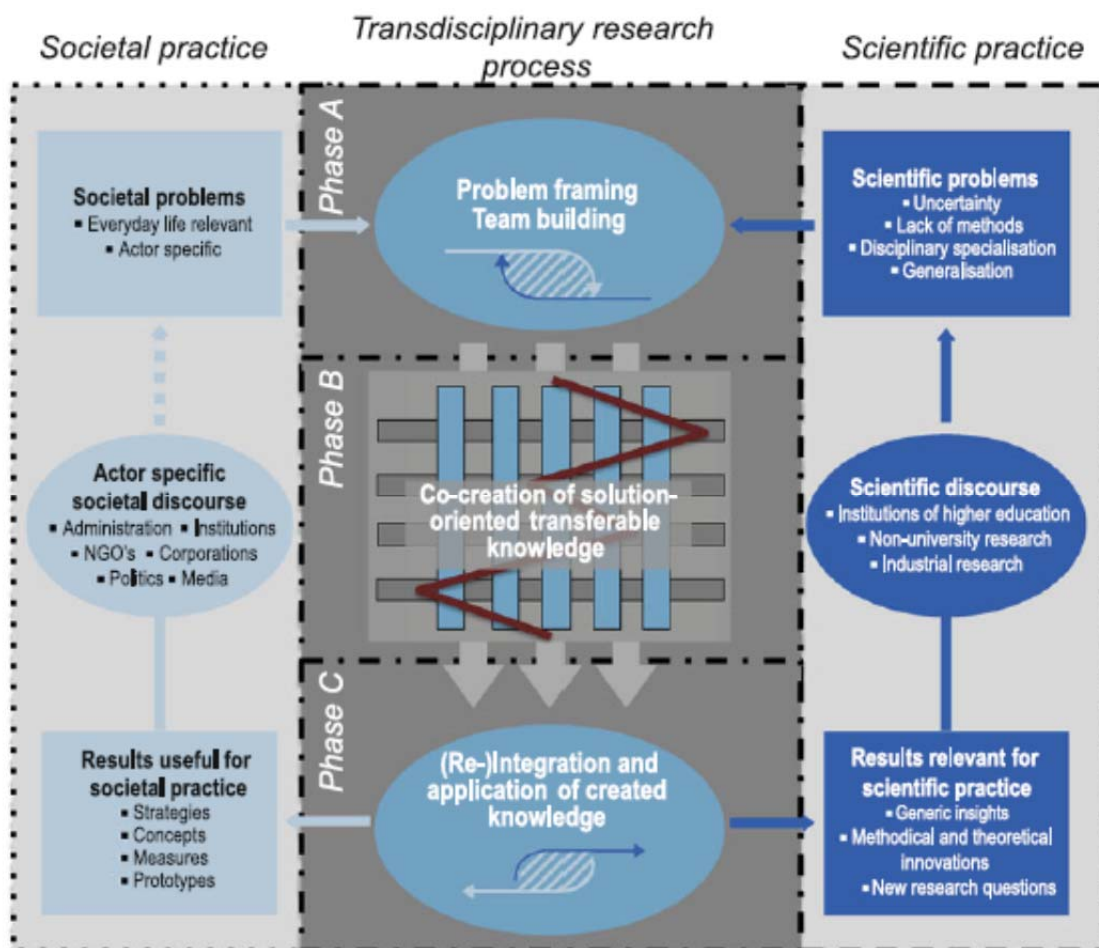 Societal practice
Transdisciplinary research
process
Scientific practice
Phase A
Societal problems
▪ Everyday life relevant
▪ Actor specific
Problem framing
Team building
Scientific problems
▪ Uncertainty
▪ Lack of methods
▪ Disciplinary specialisation
▪ Generalisation
Phase B
Actor specific
societal discourse
▪ Administration ▪ Institutions
▪ NGO's ▪ Corporations
▪ Politics ▪ Media
Co-creation of solution-
oriented transferable
knowledge
Scientific discourse
▪ Institutions of higher education
▪ Non-university research
▪ Industrial research
Phase C
Results useful for
societal practice
▪ Strategies
▪ Concepts
▪ Measures
▪ Prototypes
(Re-)Integration and
application of created
knowledge
Results relevant for
scientific practice
▪ Generic insights
▪ Methodical and theoretical
innovations
▪ New research questions